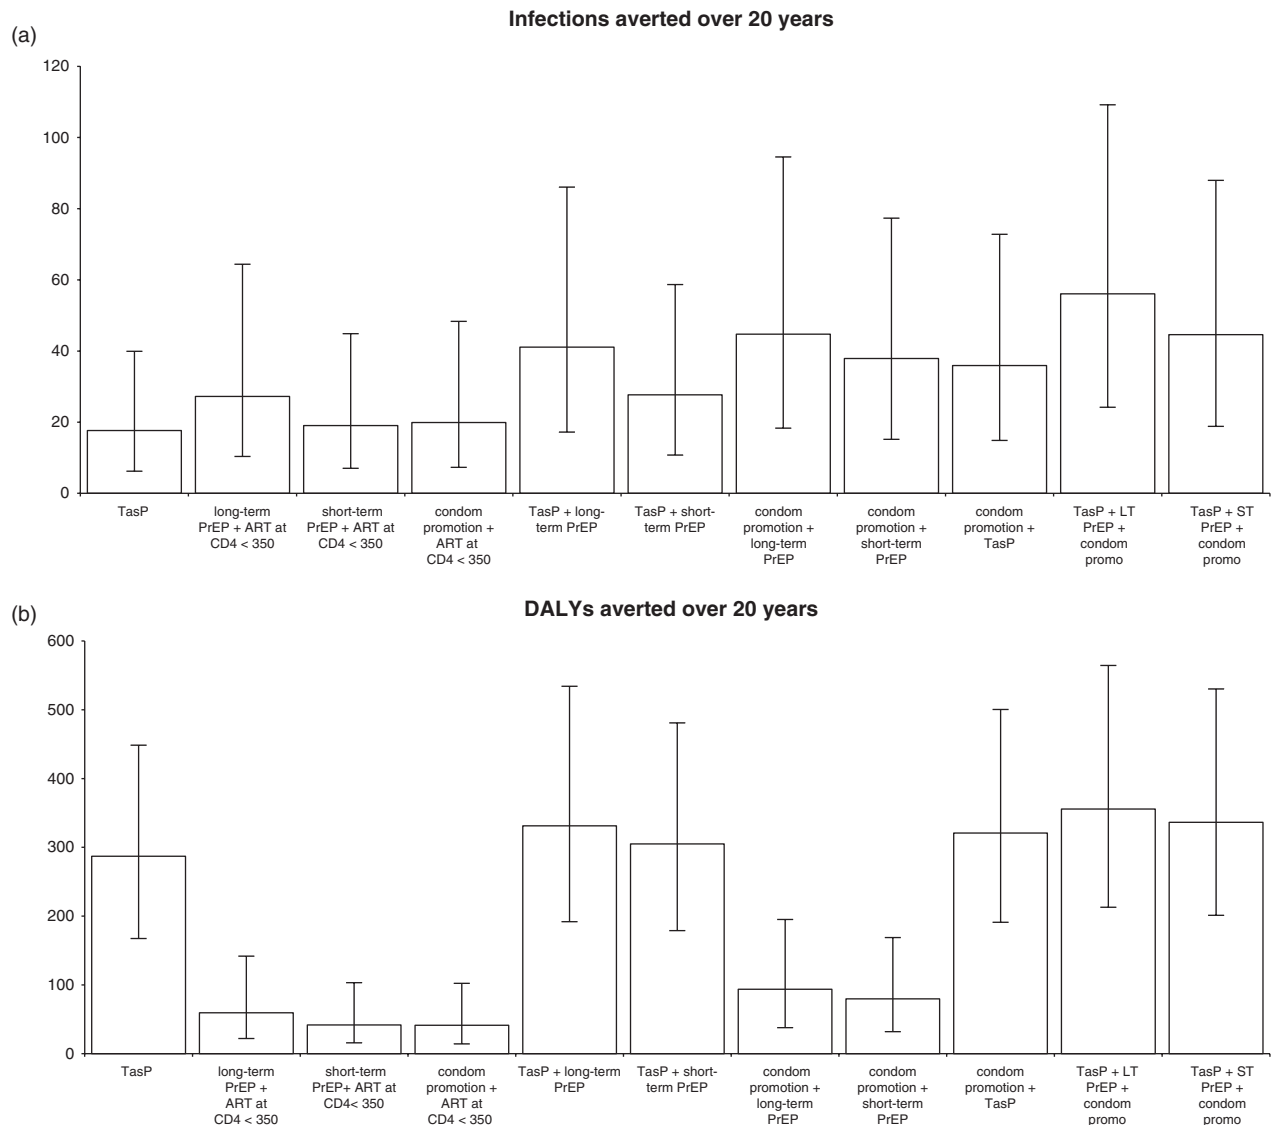 Infections averted over 20 years
(a)
120
100
80
60
40
20
0
TasP
long-term
PrEP + ART at
CD4 < 350
short-term
PrEP + ART at
CD4 < 350
condom
promotion +
ART at
CD4 < 350
TasP + long-
term PrEP
TasP + short-
term PrEP
condom
promotion +
long-term
PrEP
condom
promotion +
short-term
PrEP
condom
promotion +
TasP
TasP + LT
PrEP +
condom
promo
TasP + ST
PrEP +
condom
promo
(b)
DALYs averted over 20 years
600
500
400
300
200
100
0
TasP
long-term
PrEP +
ART at
CD4 < 350
short-term
PrEP+ ART at
CD4< 350
condom
promotion +
ART at
CD4 < 350
TasP + long-term
PrEP
TasP + short-
term PrEP
condom
promotion +
long-term
PrEP
condom
promotion +
short-term
PrEP
condom
promotion +
TasP
TasP + LT
PrEP +
condom
promo
TasP + ST
PrEP +
condom
promo